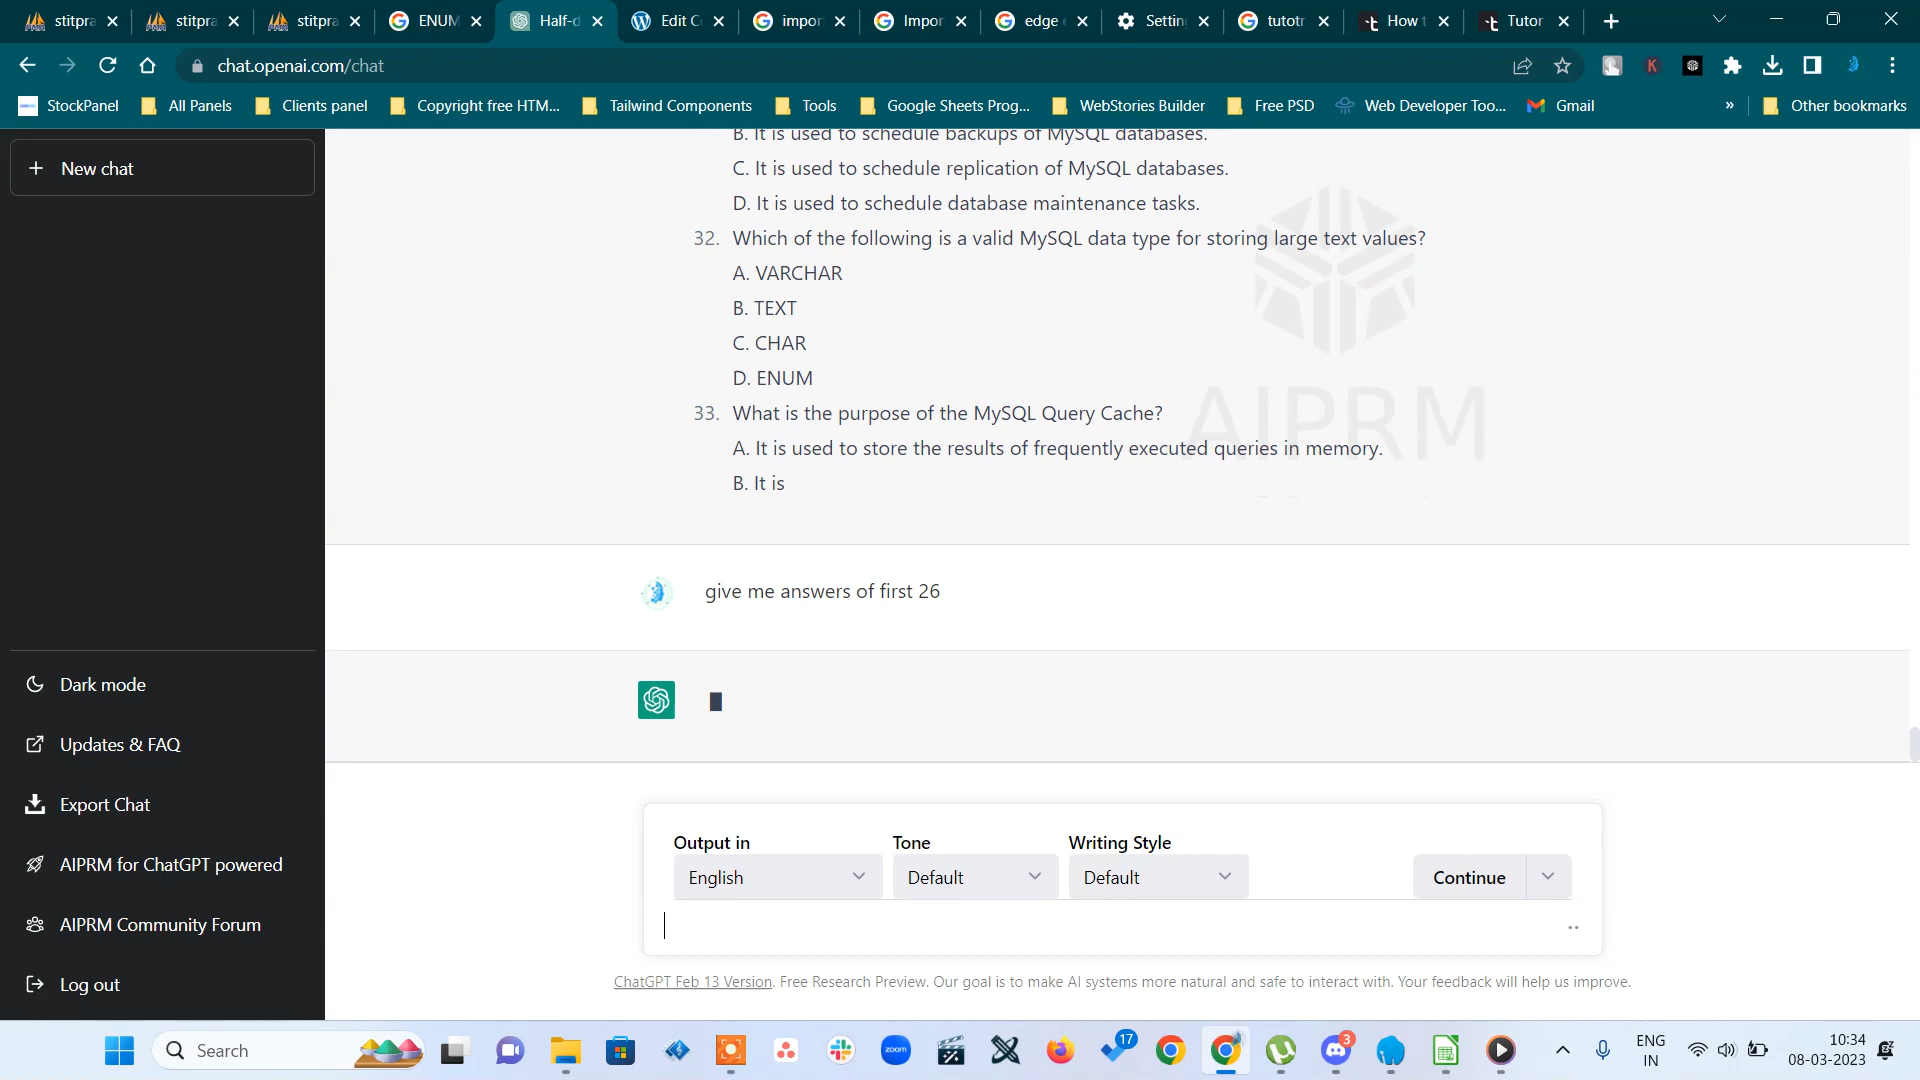 stitpra
stitpra
stitpra
ENUM
Half-d
Edit C
impor
Impor
edge
Settin
tutotr
How t
Tutor
chat.openai.com/chat
StockPanel
All Panels
Clients panel
Copyright free HTM...
Tailwind Components
Tools
Google Sheets Prog...
WebStories Builder
Free PSD
Web Developer Too...
Gmail
»
Other bookmarks
New chat
B. It is used to schedule backups of MySQL databases.
C. It is used to schedule replication of MySQL databases.
D. It is used to schedule database maintenance tasks.
32. Which of the following is a valid MySQL data type for storing large text values?
A. VARCHAR
B. TEXT
C. CHAR
D. ENUM
33. What is the purpose of the MySQL Query Cache?
AIPRM
A. It is used to store the results of frequently executed queries in memory.
B. It is
give me answers of first 26
Dark mode
Updates & FAQ
Export Chat
AIPRM for ChatGPT powered
AIPRM Community Forum
Log out
Output in
Tone
Writing Style
English
Default
Default
Continue
ChatGPT Feb 13 Version. Free Research Preview. Our goal is to make AI systems more natural and safe to interact with. Your feedback will help us improve.
Search
zoom
17
3
ENG
IN
10:34
08-03-2023